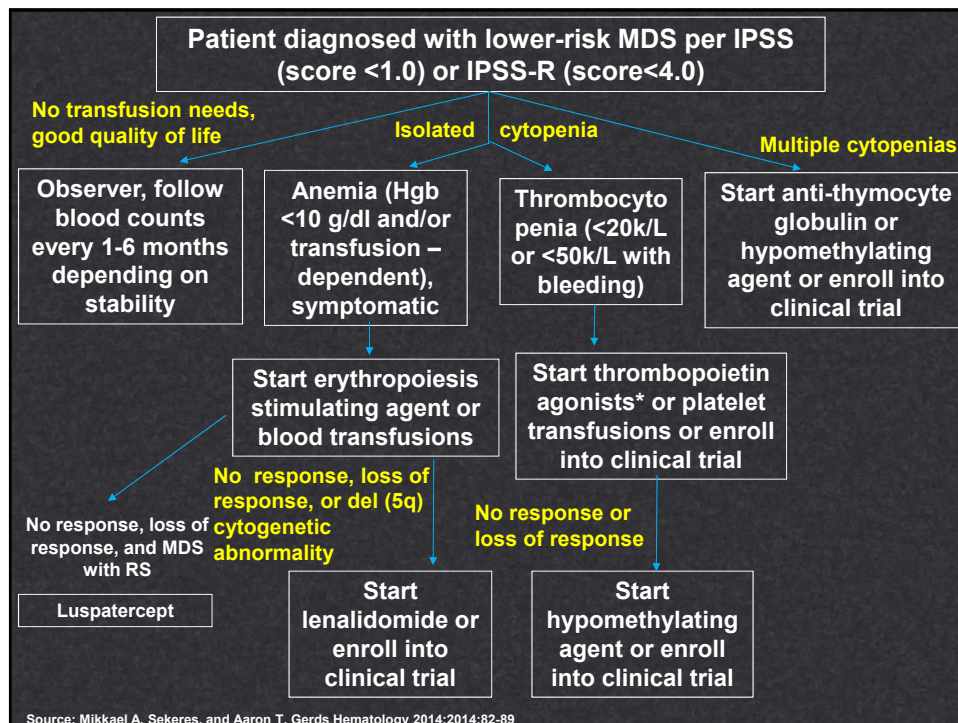 Patient diagnosed with lower-risk MDS per IPSS
(score <1.0) or IPSS-R (score<4.0)
No transfusion needs,
good quality of life
Isolated cytopenia
Multiple cytopenias
Observer, follow
blood counts
every 1-6 months
depending on
stability
Anemia (Hgb
<10 g/dl and/or
transfusion –
dependent),
symptomatic
Thrombocyto
penia (<20k/L
or <50k/L with
bleeding)
Start anti-thymocyte
globulin or
hypomethylating
agent or enroll into
clinical trial
Start erythropoiesis
stimulating agent or
blood transfusions
Start thrombopoietin
agonists* or platelet
transfusions or enroll
into clinical trial
No response, loss of
response, and MDS
with RS
Luspatercept
No response, loss of
response, or del (5q)
cytogenetic
abnormality
No response or
loss of response
Start
lenalidomide or
enroll into
clinical trial
Start
hypomethylating
agent or enroll
into clinical trial
Source: Mikkael A. Sekeres, and Aaron T. Gerds Hematology 2014;2014:82-89